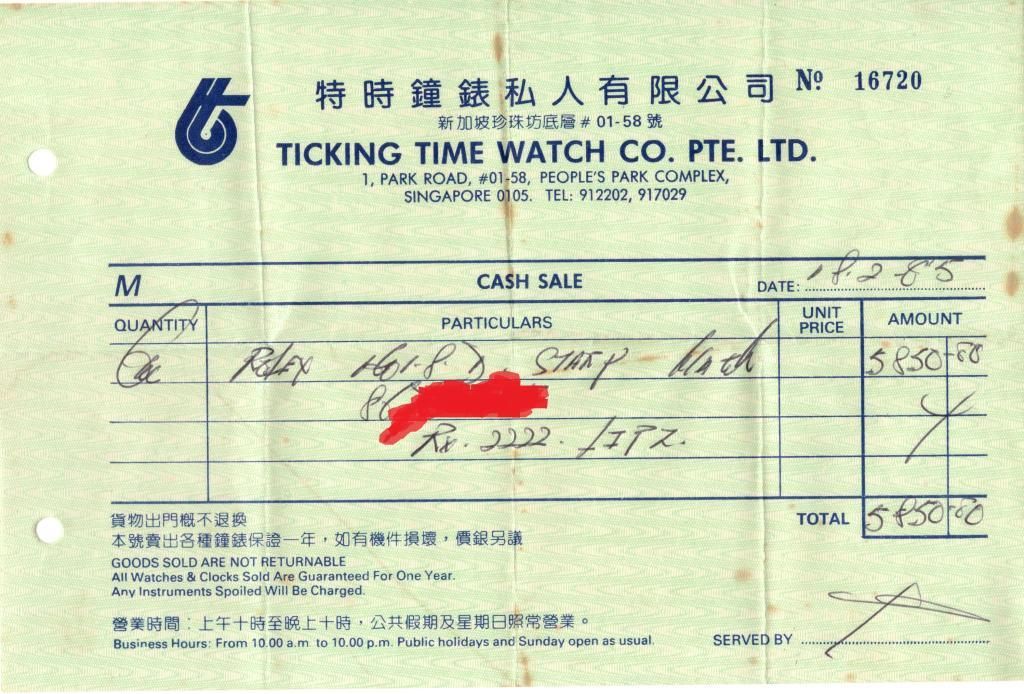 特時鐘錶私人有限公司 Nº 16720
新加坡珍珠坊底層 # 01-58 號
TICKING TIME WATCH CO. PTE. LTD.
1, PARK ROAD, #01-58, PEOPLE'S PARK COMPLEX,
SINGAPORE 0105. TEL: 912202, 917029
M CASH SALE DATE: 18.2-85
QUANTITY PARTICULARS UNIT PRICE AMOUNT
ROLEX Watch 5850-00
Rx. 2222.
TOTAL 5850-00
貨物出門概不退換
本號賣出各種鐘錶保證一年，如有機件損壞，價銀另議
GOODS SOLD ARE NOT RETURNABLE
All Watches & Clocks Sold Are Guaranteed For One Year.
Any Instruments Spoiled Will Be Charged.
營業時間：上午十時至晚上十時，公共假期及星期日照常營業。
Business Hours: From 10.00 a.m to 10.00 p.m. Public holidays and Sunday open as usual.
SERVED BY